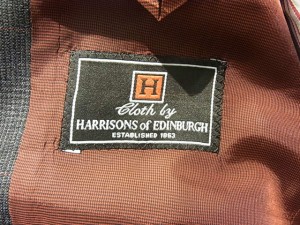 H
Cloth by
HARRISONS of EDINBURGH
ESTABLISHED 1863